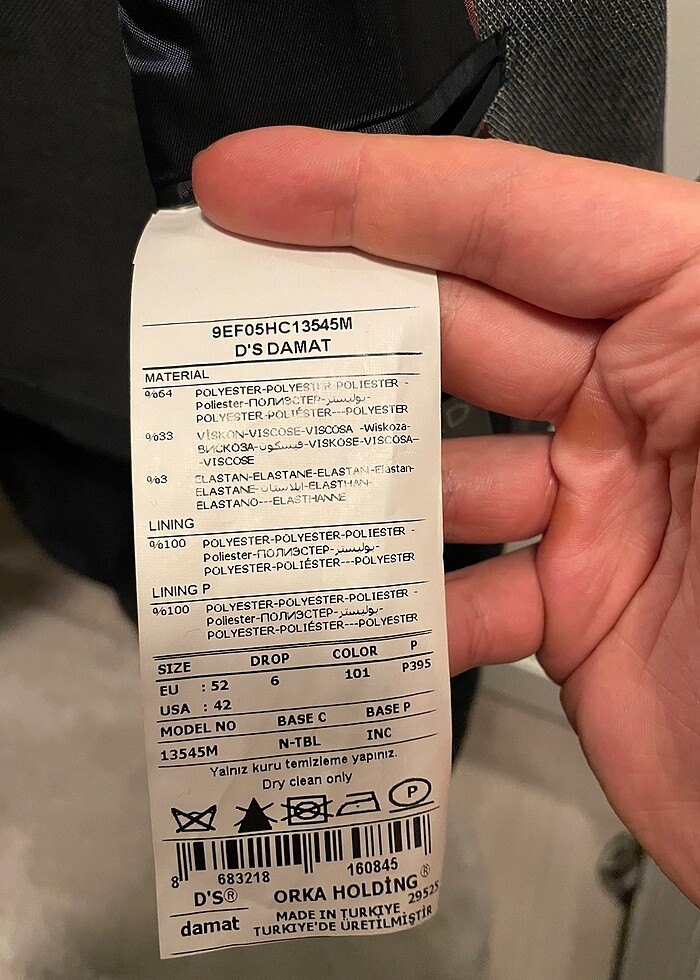 9EF05HC13545M
D'S DAMAT
MATERIAL
%64 POLYESTER-POLYESTER-POLIESTER -
Poliester-ПОЛИЭСТЕР-بوليستر-
POLYESTER-POLIÉSTER---POLYESTER
%33 VİSKON-VISCOSE-VISCOSA -Wiskoza-
ВИСКОЗА-فيسكون-VISKOSE-VISCOSA-
-VISCOSE
%3 ELASTAN-ELASTANE-ELASTAN-Elastan-
ELASTANE-ايلاستان-ELASTHAN-
ELASTANO---ELASTHANNE
LINING
%100 POLYESTER-POLYESTER-POLIESTER -
Poliester-ПОЛИЭСТЕР-بوليستر-
POLYESTER-POLIÉSTER---POLYESTER
LINING P
%100 POLYESTER-POLYESTER-POLIESTER -
Poliester-ПОЛИЭСТЕР-بوليستر-
POLYESTER-POLIÉSTER---POLYESTER
SIZE DROP COLOR P
EU : 52 6 101 P395
USA : 42
MODEL NO BASE C BASE P
13545M N-TBL INC
Yalnız kuru temizleme yapınız.
Dry clean only
P
8 683218 160845
D'S® ORKA HOLDİNG®
damat MADE IN TURKIYE 29525
TURKIYE'DE ÜRETİLMİŞTİR